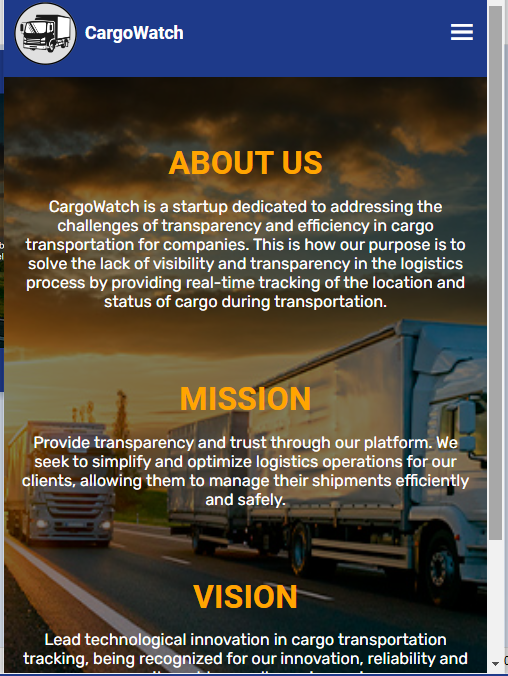 CargoWatch
ABOUT US
CargoWatch is a startup dedicated to addressing the
challenges of transparency and efficiency in cargo
transportation for companies. This is how our purpose is to
solve the lack of visibility and transparency in the logistics
process by providing real-time tracking of the location and
status of cargo during transportation.
MISSION
Provide transparency and trust through our platform. We
seek to simplify and optimize logistics operations for our
clients, allowing them to manage their shipments efficiently
and safely.
VISION
Lead technological innovation in cargo transportation
tracking, being recognized for our innovation, reliability and